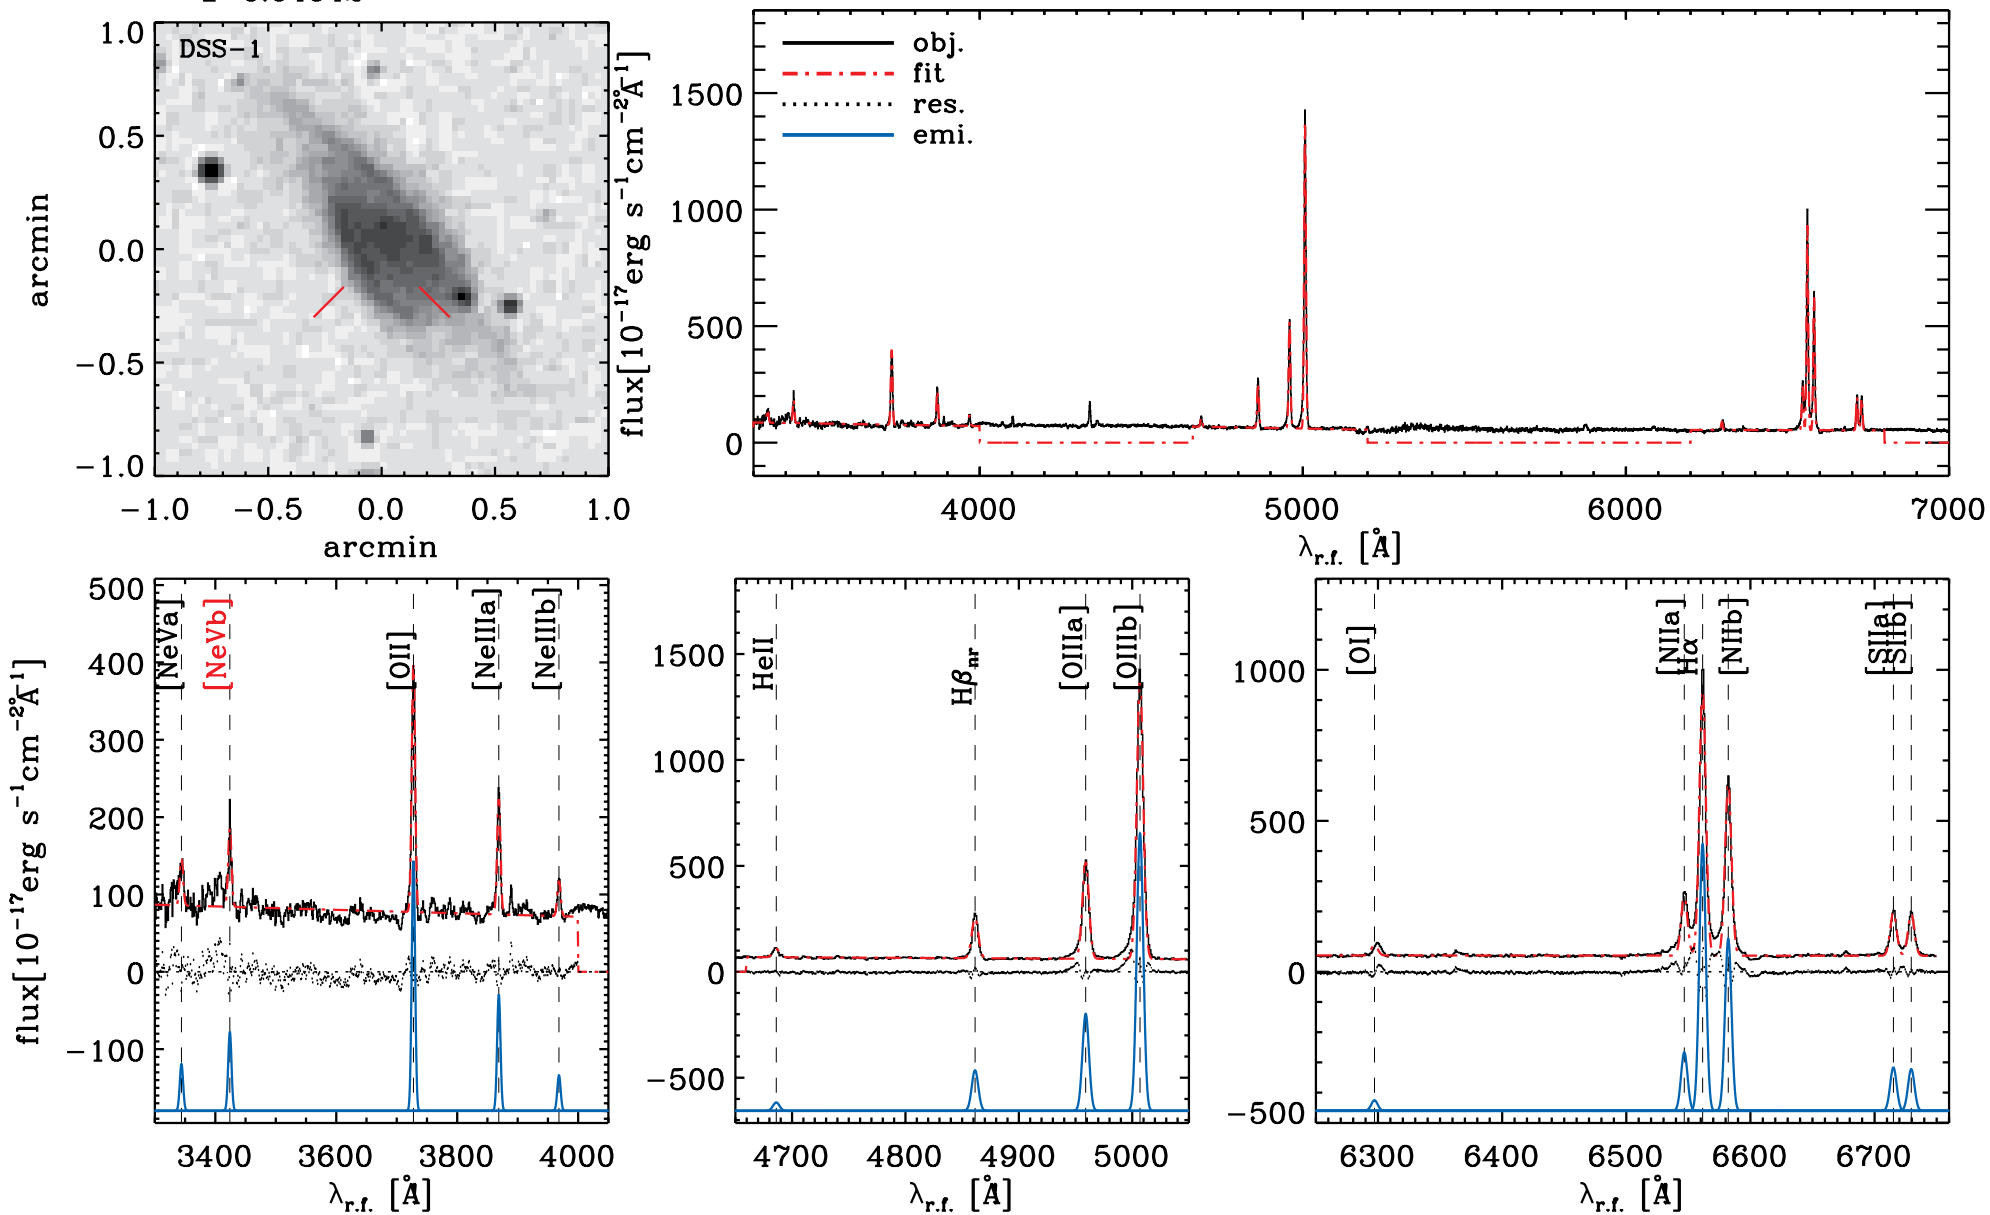 DSS-1
1.0
0.5
0.0
-0.5
-1.0
-1.0 -0.5 0.0 0.5 1.0
arcmin
arcmin
obj.
fit
res.
emi.
flux[10⁻¹⁷erg s⁻¹cm⁻²Å⁻¹]
1500
1000
500
0
4000 5000 6000 7000
λr.f. [Å]
flux[10⁻¹⁷erg s⁻¹cm⁻²Å⁻¹]
500
400
300
200
100
0
-100
[NeVa] [NeVb] [OII] [NeIIIa] [NeIIIb]
3400 3600 3800 4000
λr.f. [Å]
1500
1000
500
0
-500
HeII Hβnr [OIIIa] [OIIIb]
4700 4800 4900 5000
λr.f. [Å]
1000
500
0
-500
[OI] [NIIa] Hα [NIIb] [SIIa] [SIIb]
6300 6400 6500 6600 6700
λr.f. [Å]